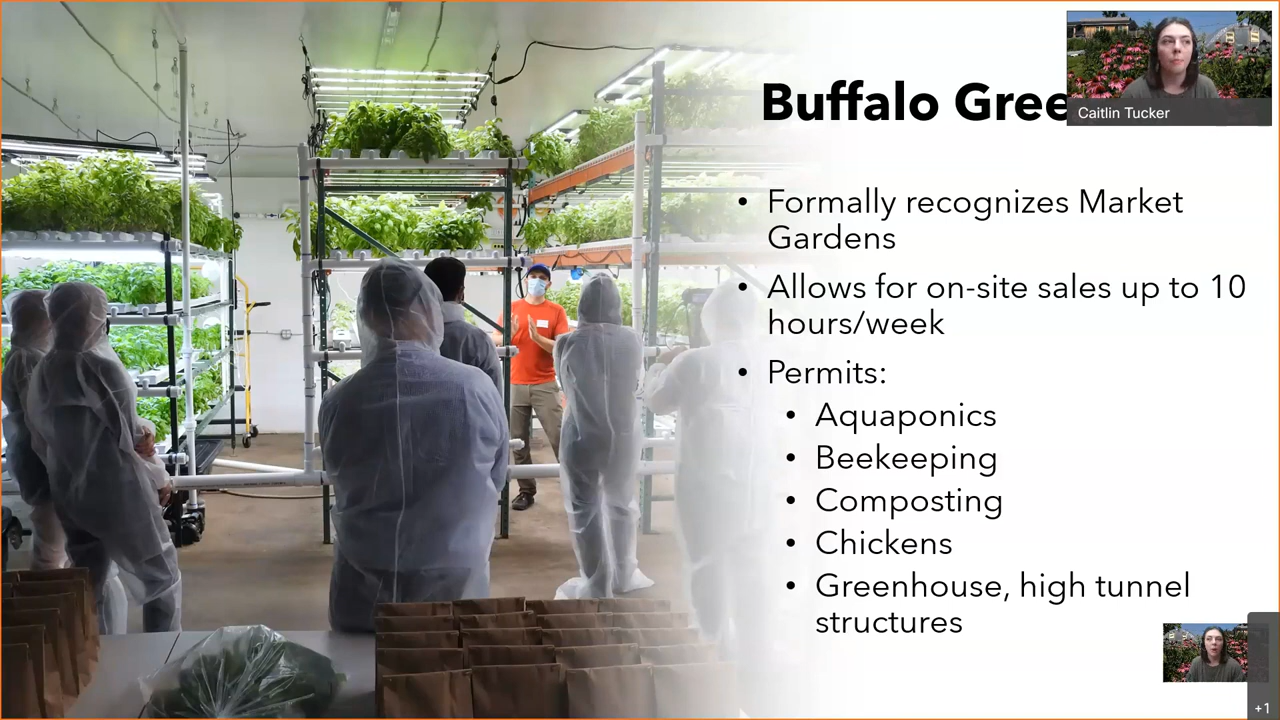 Buffalo Gree
Caitlin Tucker
• Formally recognizes Market
Gardens
• Allows for on-site sales up to 10
hours/week
• Permits:
• Aquaponics
• Beekeeping
• Composting
• Chickens
• Greenhouse, high tunnel
structures
+1